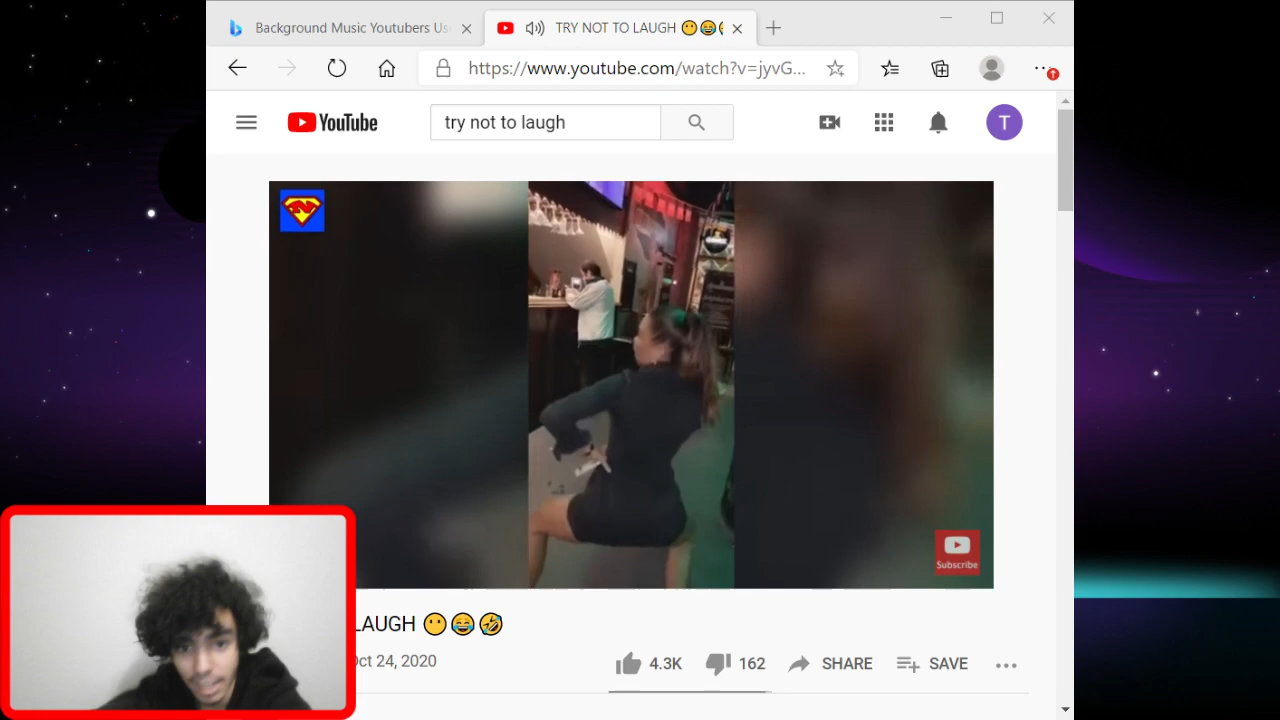 Background Music Youtubers Us
TRY NOT TO LAUGH 😶😂
https://www.youtube.com/watch?v=jyvG...
YouTube
try not to laugh
T
N
Subscribe
LAUGH 😶😂🤣
Oct 24, 2020
4.3K
162
SHARE
SAVE